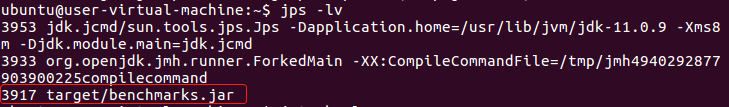 ubuntu@user-virtual-machine:~$ jps -lv
3953 jdk.jcmd/sun.tools.jps.Jps -Dapplication.home=/usr/lib/jvm/jdk-11.0.9 -Xms8
m -Djdk.module.main=jdk.jcmd
3933 org.openjdk.jmh.runner.ForkedMain -XX:CompileCommandFile=/tmp/jmh4940292877
903900225compilecommand
3917 target/benchmarks.jar